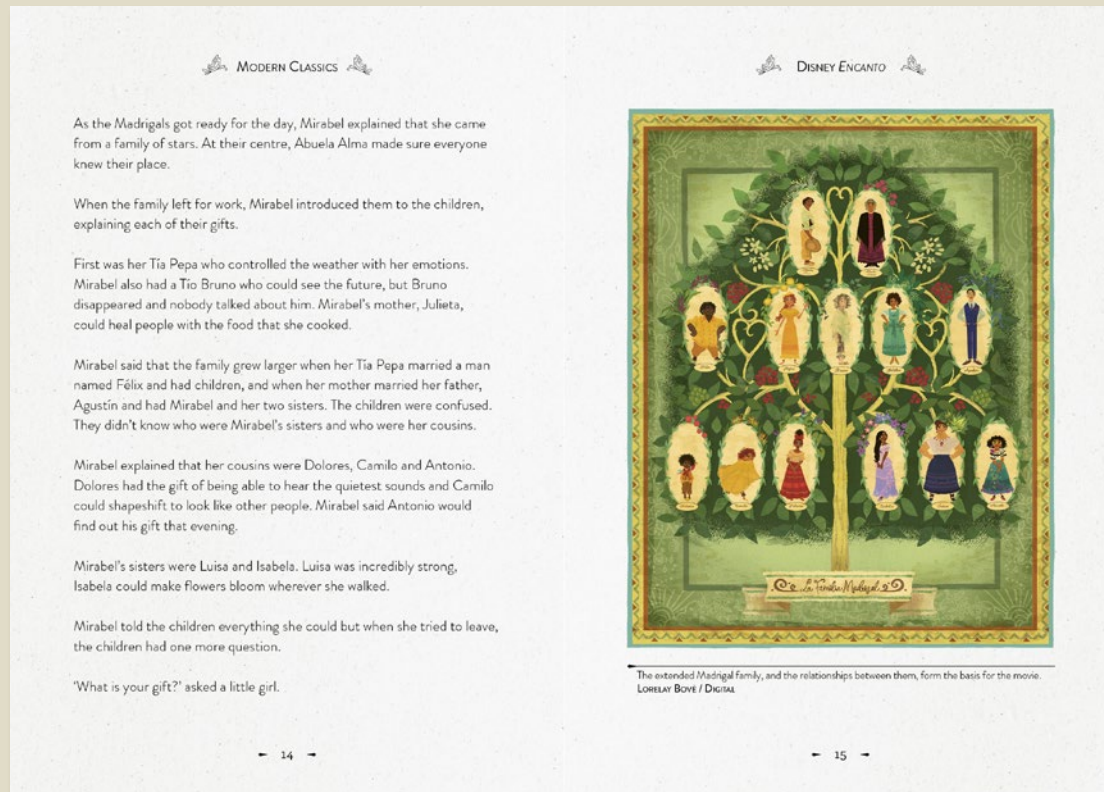 MODERN CLASSICS
As the Madrigals got ready for the day, Mirabel explained that she came
from a family of stars. At their centre, Abuela Alma made sure everyone
knew their place.
When the family left for work, Mirabel introduced them to the children,
explaining each of their gifts.
First was her Tía Pepa who controlled the weather with her emotions.
Mirabel also had a Tío Bruno who could see the future, but Bruno
disappeared and nobody talked about him. Mirabel's mother, Julieta,
could heal people with the food that she cooked.
Mirabel said that the family grew larger when her Tía Pepa married a man
named Félix and had children, and when her mother married her father,
Agustín and had Mirabel and her two sisters. The children were confused.
They didn't know who were Mirabel's sisters and who were her cousins.
Mirabel explained that her cousins were Dolores, Camilo and Antonio.
Dolores had the gift of being able to hear the quietest sounds and Camilo
could shapeshift to look like other people. Mirabel said Antonio would
find out his gift that evening.
Mirabel's sisters were Luisa and Isabela. Luisa was incredibly strong,
Isabela could make flowers bloom wherever she walked.
Mirabel told the children everything she could but when she tried to leave,
the children had one more question.
'What is your gift?' asked a little girl.
14
DISNEY ENCANTO
La Familia Madrigal
The extended Madrigal family, and the relationships between them, form the basis for the movie.
LORELAY BOVE / DIGITAL
15